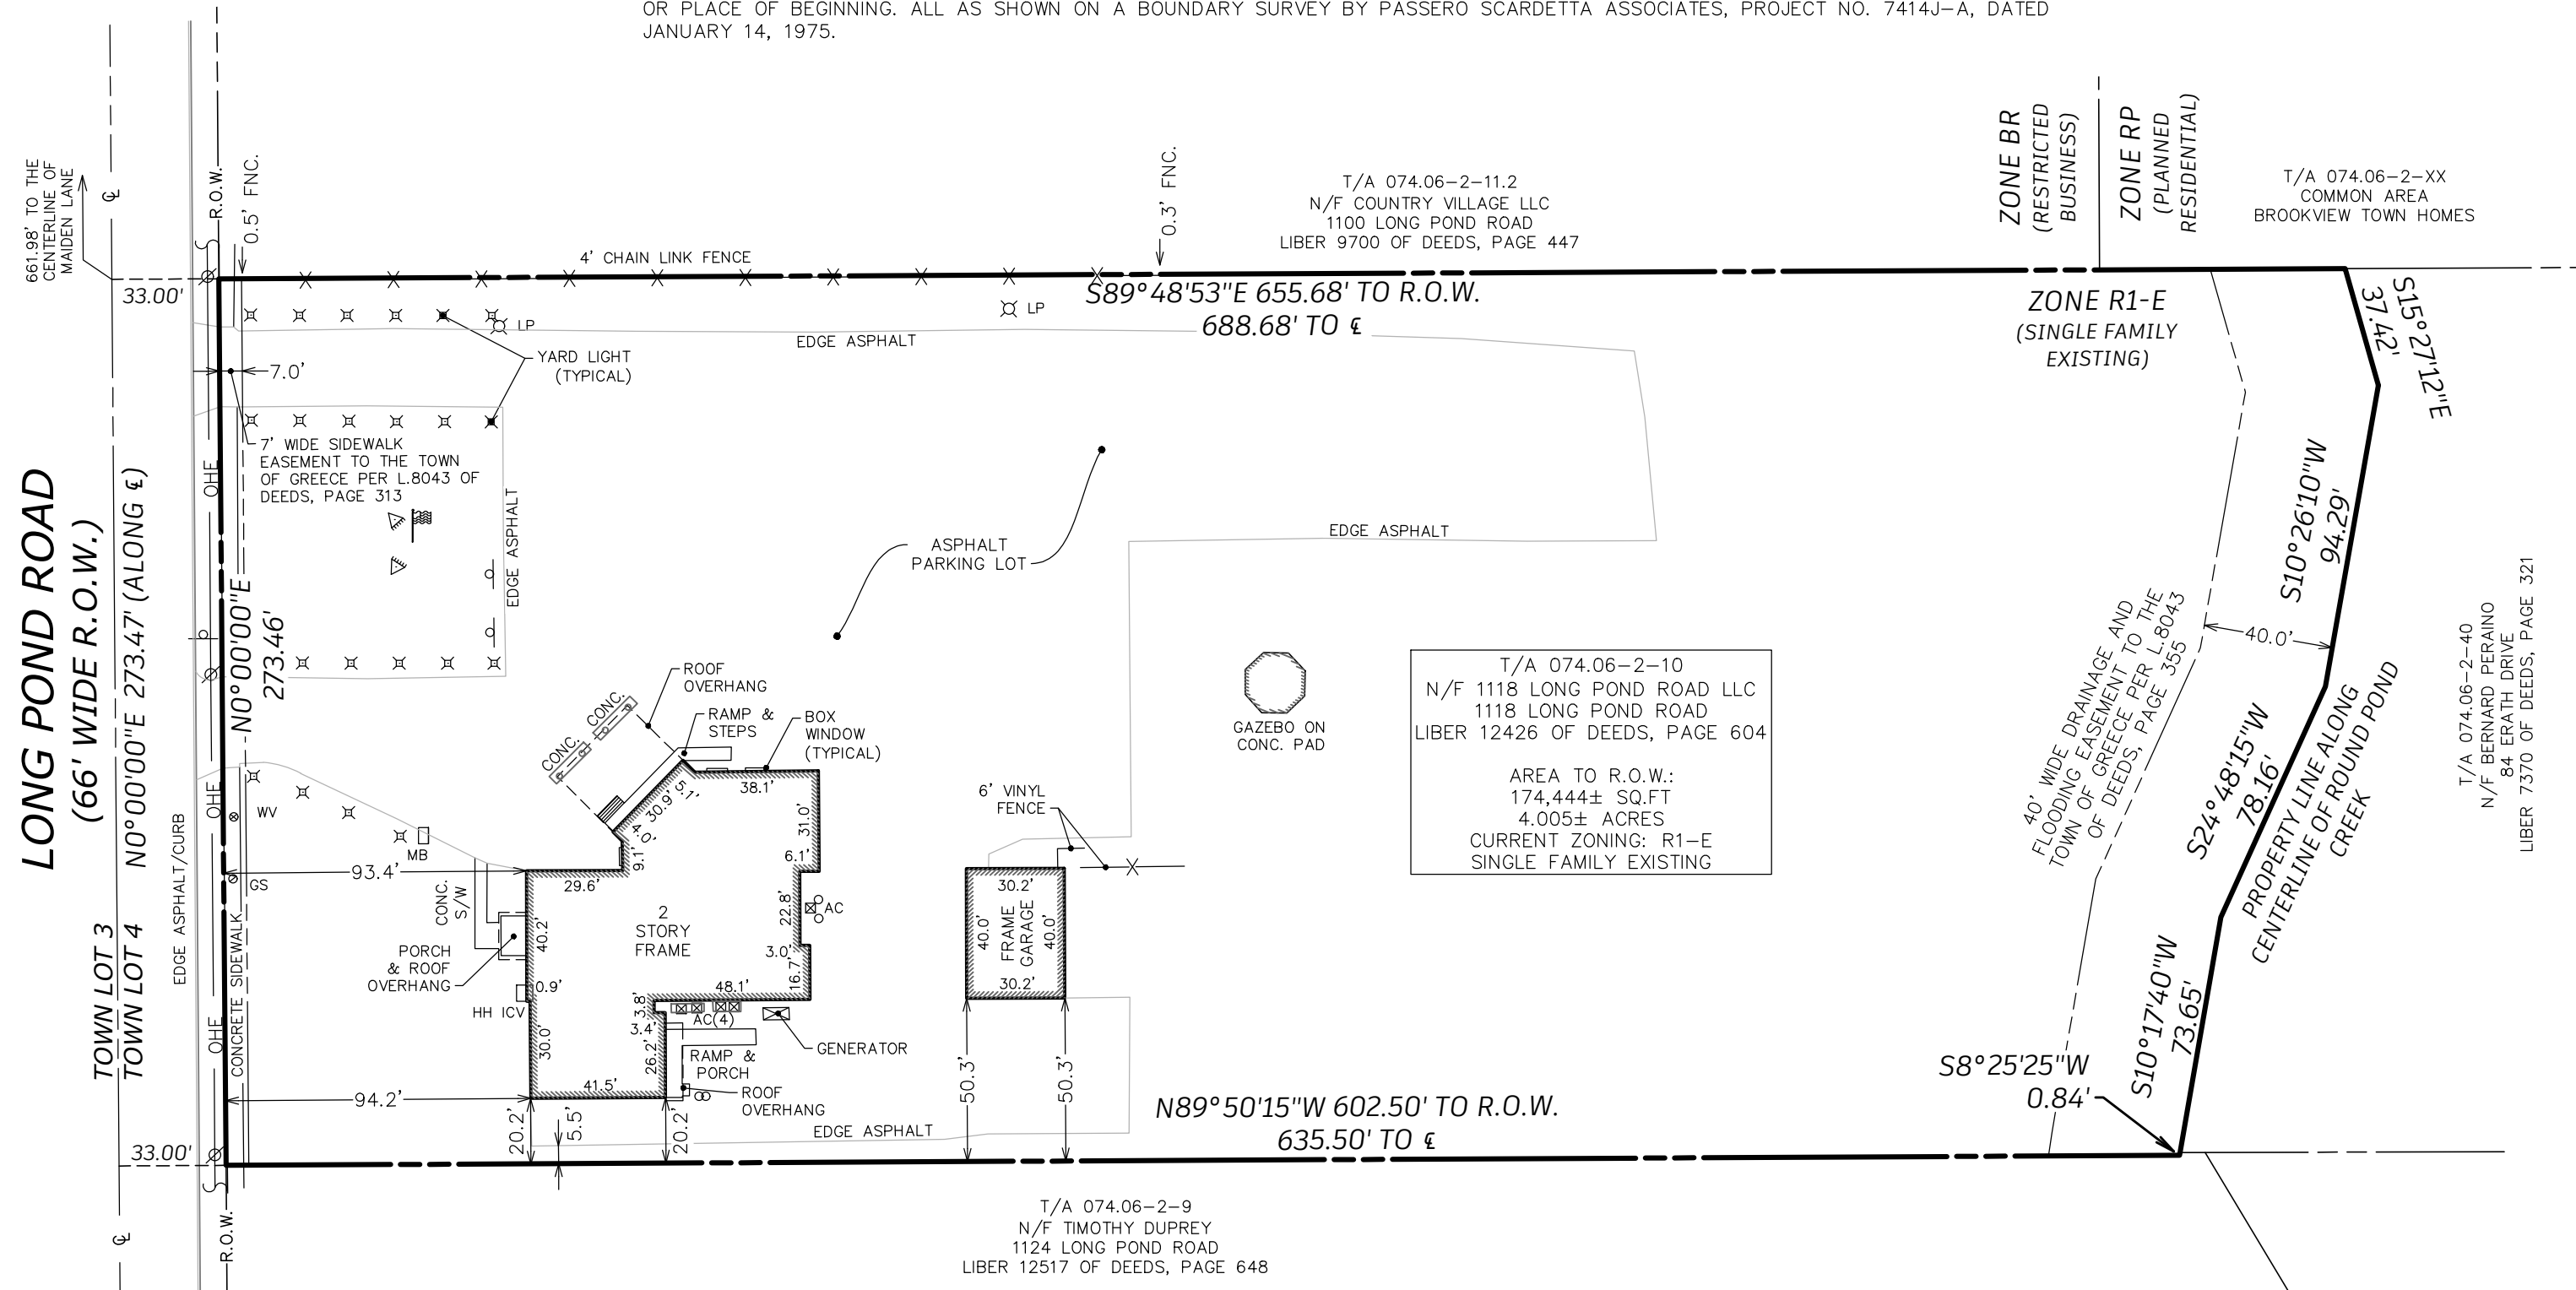 OR PLACE OF BEGINNING. ALL AS SHOWN ON A BOUNDARY SURVEY BY PASSERO SCARDETTA ASSOCIATES, PROJECT NO. 7414J-A, DATED
JANUARY 14, 1975.
661.98' TO THE
CENTERLINE OF
MAIDEN LANE
℄
R.O.W.
0.5' FNC.
4' CHAIN LINK FENCE
0.3' FNC.
T/A 074.06-2-11.2
N/F COUNTRY VILLAGE LLC
1100 LONG POND ROAD
LIBER 9700 OF DEEDS, PAGE 447
ZONE BR
(RESTRICTED
BUSINESS)
ZONE RP
(PLANNED
RESIDENTIAL)
T/A 074.06-2-XX
COMMON AREA
BROOKVIEW TOWN HOMES
33.00'
S89°48'53"E 655.68' TO R.O.W.
688.68' TO ℄
LP
LP
EDGE ASPHALT
ZONE R1-E
(SINGLE FAMILY
EXISTING)
S15°27'12"E
37.42'
YARD LIGHT
(TYPICAL)
7.0'
7' WIDE SIDEWALK
EASEMENT TO THE TOWN
OF GREECE PER L.8043 OF
DEEDS, PAGE 313
EDGE ASPHALT
LONG POND ROAD
(66' WIDE R.O.W.)
N0°00'00"E 273.47' (ALONG ℄)
OHE
N0°00'00"E
273.46'
ASPHALT
PARKING LOT
EDGE ASPHALT
S10°26'10"W
94.29'
40' WIDE DRAINAGE AND
FLOODING EASEMENT TO THE
TOWN OF GREECE PER L.8043
OF DEEDS, PAGE 355
40.0'
S24°48'15"W
78.16'
PROPERTY LINE ALONG
CENTERLINE OF ROUND POND
CREEK
T/A 074.06-2-40
N/F BERNARD PERAINO
84 ERATH DRIVE
LIBER 7370 OF DEEDS, PAGE 321
T/A 074.06-2-10
N/F 1118 LONG POND ROAD LLC
1118 LONG POND ROAD
LIBER 12426 OF DEEDS, PAGE 604
AREA TO R.O.W.:
174,444± SQ.FT
4.005± ACRES
CURRENT ZONING: R1-E
SINGLE FAMILY EXISTING
GAZEBO ON
CONC. PAD
ROOF
OVERHANG
RAMP &
STEPS
BOX
WINDOW
(TYPICAL)
CONC.
CONC.
38.1'
5.1'
30.9'
4.0'
9.1'
31.0'
6.1'
29.6'
22.8'
AC
3.0'
16.7'
48.1'
2
STORY
FRAME
40.2'
0.9'
30.0'
41.5'
26.2'
3.4'
3.8'
AC(4)
GENERATOR
RAMP &
PORCH
ROOF
OVERHANG
6' VINYL
FENCE
30.2'
40.0'
FRAME
GARAGE
40.0'
30.2'
50.3'
50.3'
OHE
WV
MB
93.4'
GS
CONC.
S/W
PORCH
& ROOF
OVERHANG
HH ICV
EDGE ASPHALT/CURB
CONCRETE SIDEWALK
OHE
TOWN LOT 3
TOWN LOT 4
94.2'
20.2'
5.5'
20.2'
EDGE ASPHALT
33.00'
N89°50'15"W 602.50' TO R.O.W.
635.50' TO ℄
S8°25'25"W
0.84'
S10°17'40"W
73.65'
℄
R.O.W.
T/A 074.06-2-9
N/F TIMOTHY DUPREY
1124 LONG POND ROAD
LIBER 12517 OF DEEDS, PAGE 648